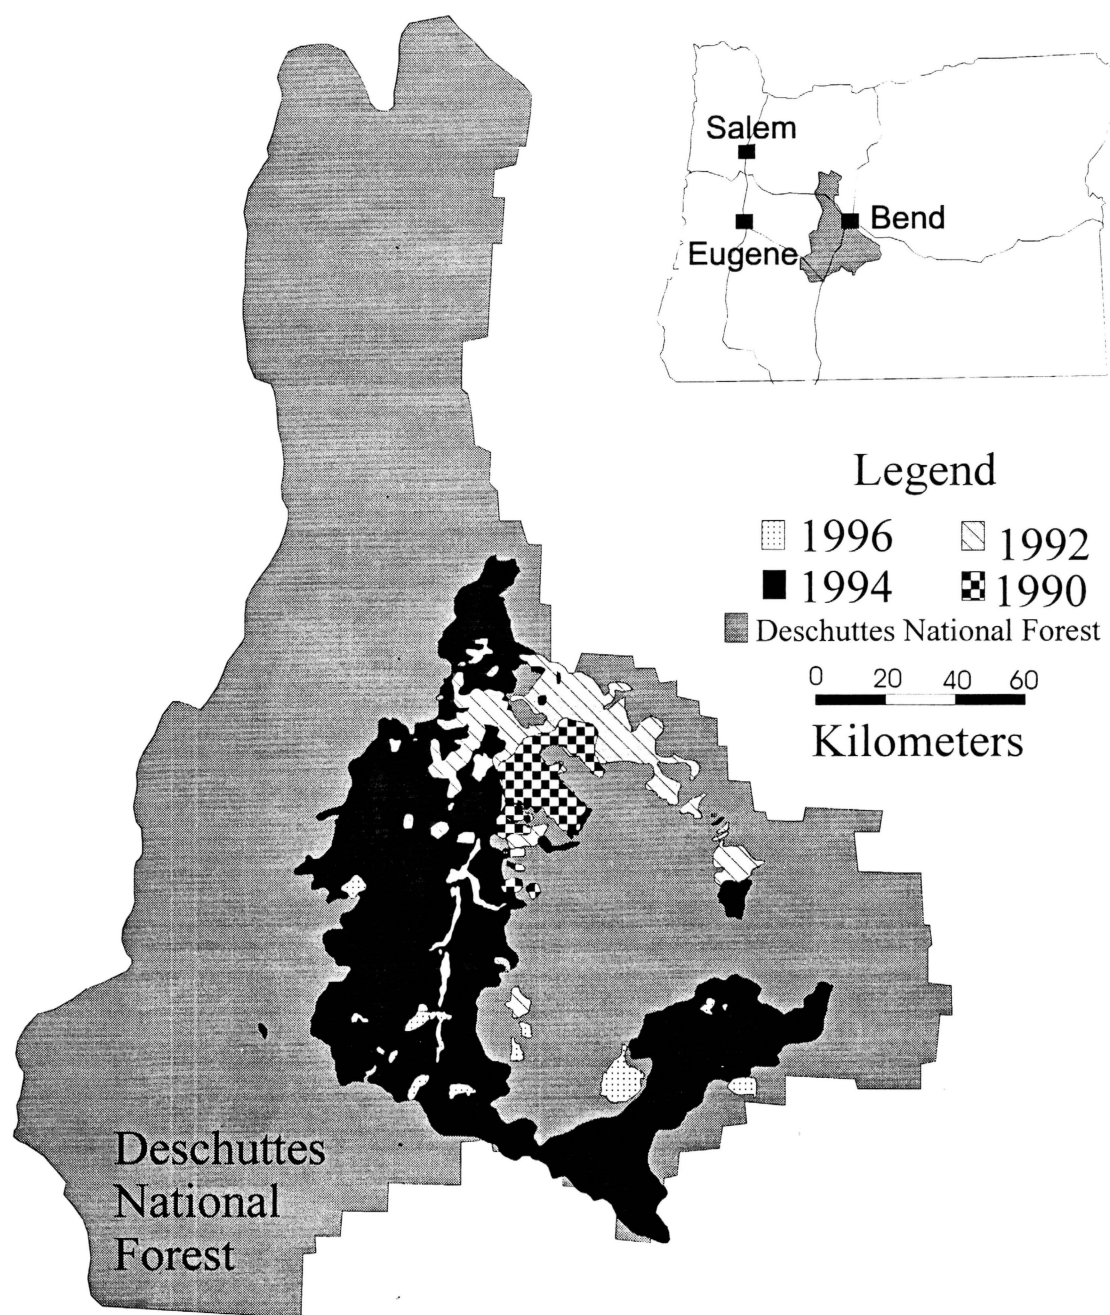 Salem
Bend
Eugene
Legend
1996
1992
1994
1990
Deschuttes National Forest
0 20 40 60
Kilometers
Deschuttes
National
Forest